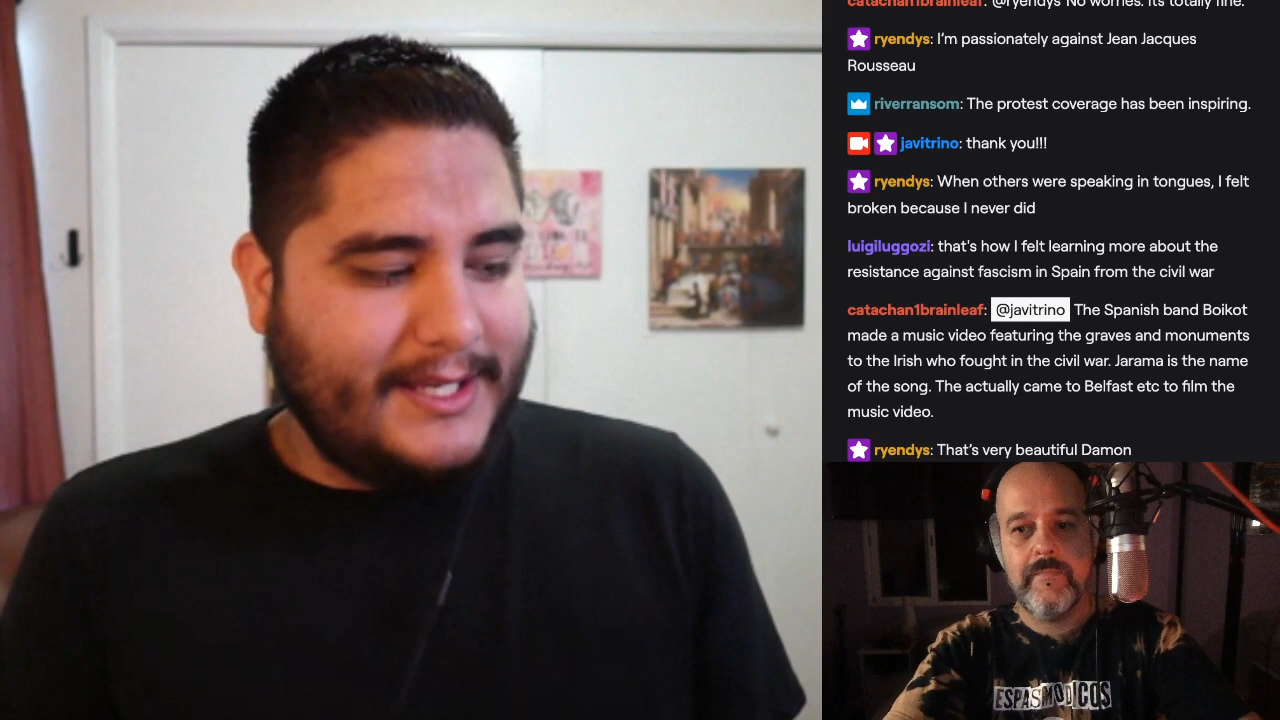 catachan1brainleaf: @ryendys No worries. Its totally fine.
ryendys: I’m passionately against Jean Jacques
Rousseau
riverransom: The protest coverage has been inspiring.
javitrino: thank you!!!
ryendys: When others were speaking in tongues, I felt
broken because I never did
luigiluggozi: that's how I felt learning more about the
resistance against fascism in Spain from the civil war
catachan1brainleaf: @javitrino The Spanish band Boikot
made a music video featuring the graves and monuments
to the Irish who fought in the civil war. Jarama is the name
of the song. The actually came to Belfast etc to film the
music video.
ryendys: That’s very beautiful Damon
ESPASMODICOS